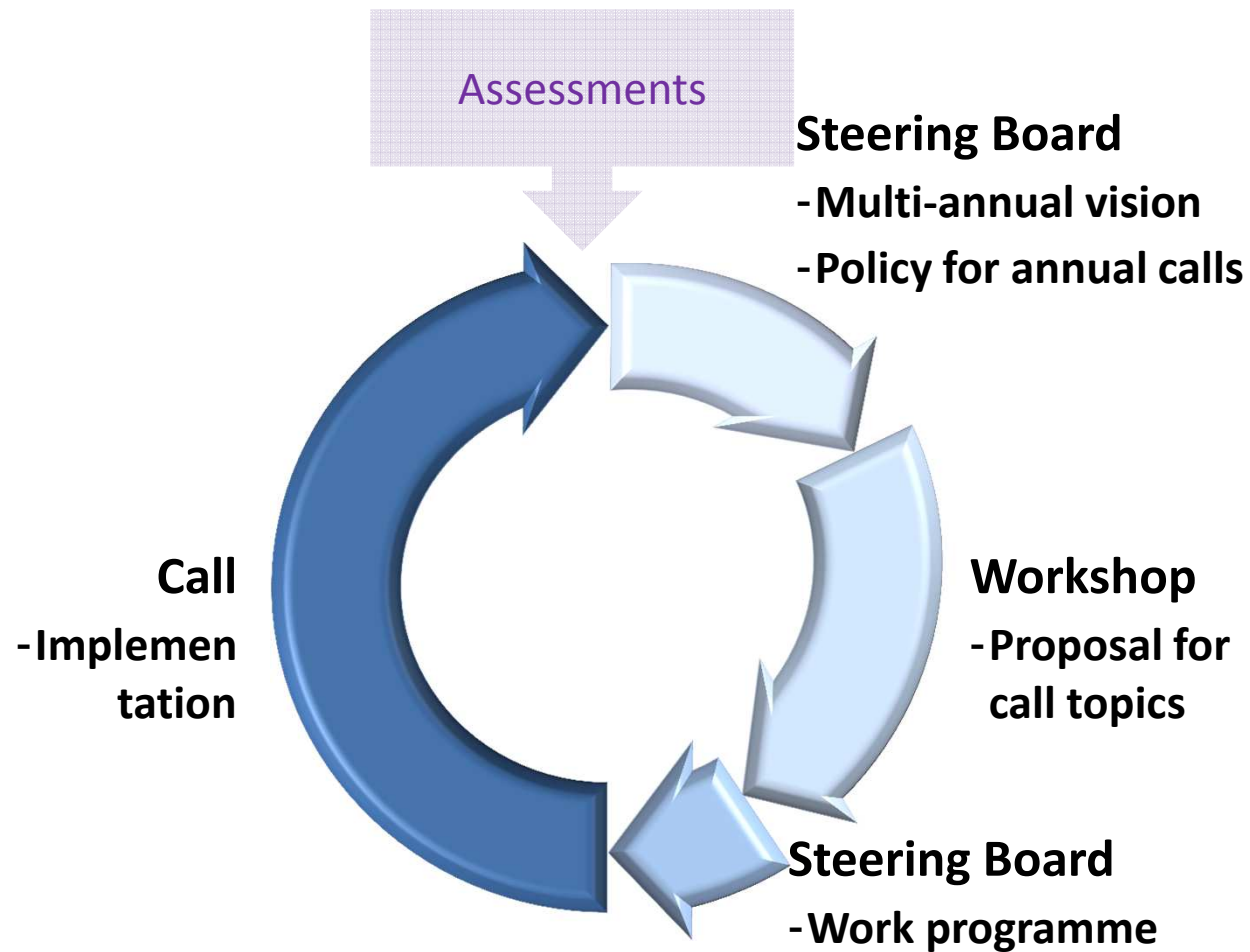 Assessments
Steering Board
-Multi-annual vision
-Policy for annual calls
Workshop
-Proposal for
call topics
Steering Board
-Work programme
Call
-Implemen
tation